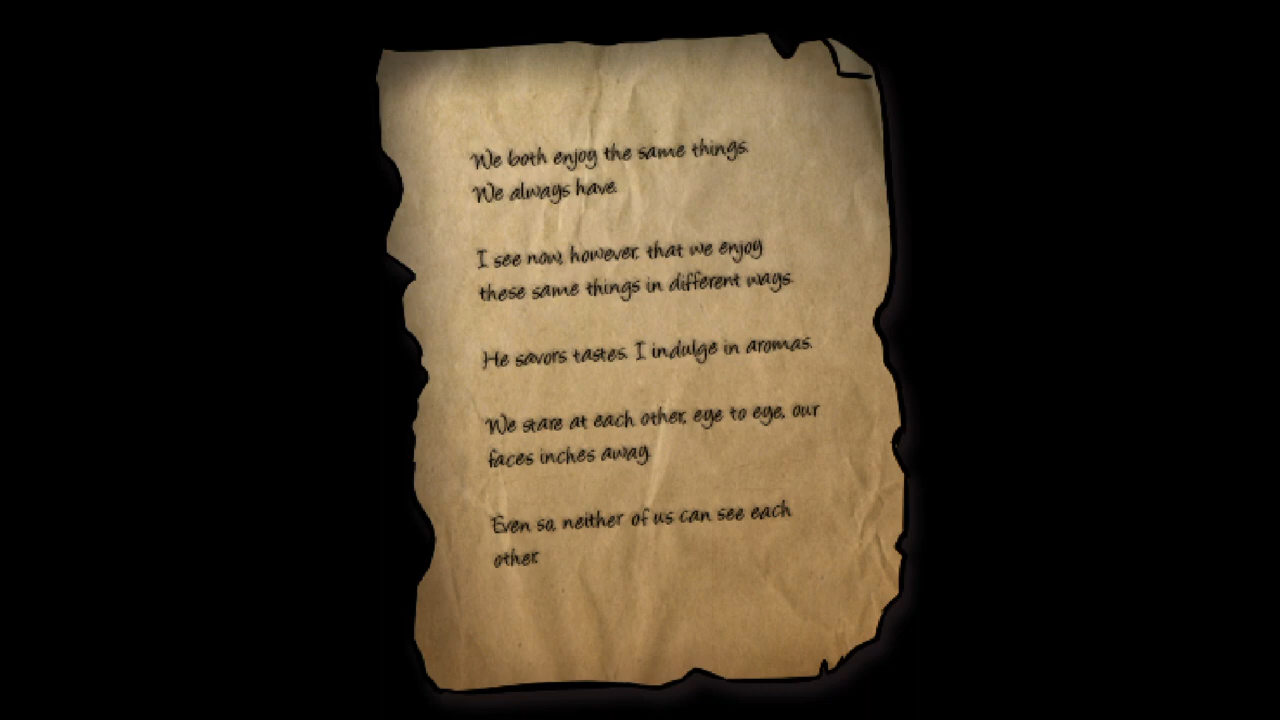 We both enjoy the same things.
We always have.
I see now, however, that we enjoy
these same things in different ways.
He savors tastes. I indulge in aromas.
We stare at each other, eye to eye, our
faces inches away.
Even so, neither of us can see each
other.